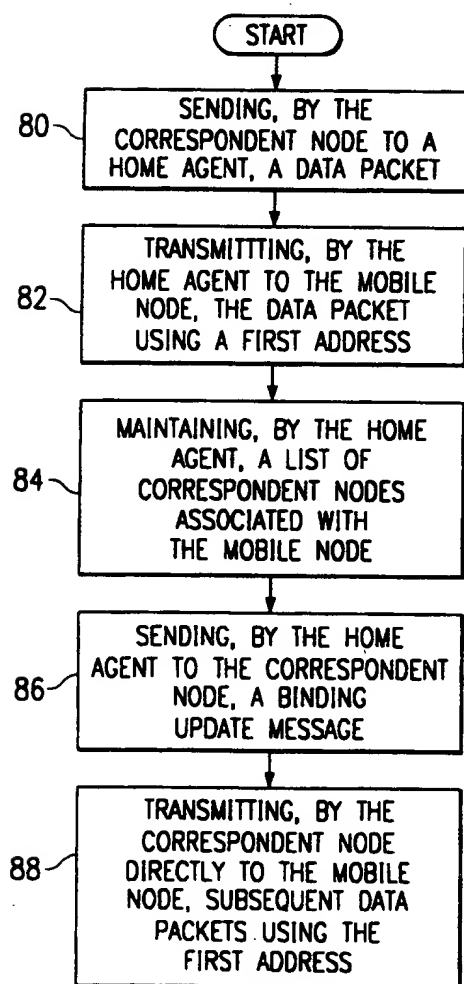 START
80
SENDING, BY THE
CORRESPONDENT NODE TO A
HOME AGENT, A DATA PACKET
82
TRANSMITTTING, BY THE
HOME AGENT TO THE MOBILE
NODE, THE DATA PACKET
USING A FIRST ADDRESS
84
MAINTAINING, BY THE HOME
AGENT, A LIST OF
CORRESPONDENT NODES
ASSOCIATED WITH
THE MOBILE NODE
86
SENDING, BY THE HOME
AGENT TO THE CORRESPONDENT
NODE, A BINDING
UPDATE MESSAGE
88
TRANSMITTING, BY THE
CORRESPONDENT NODE
DIRECTLY TO THE MOBILE
NODE, SUBSEQUENT DATA
PACKETS USING THE
FIRST ADDRESS